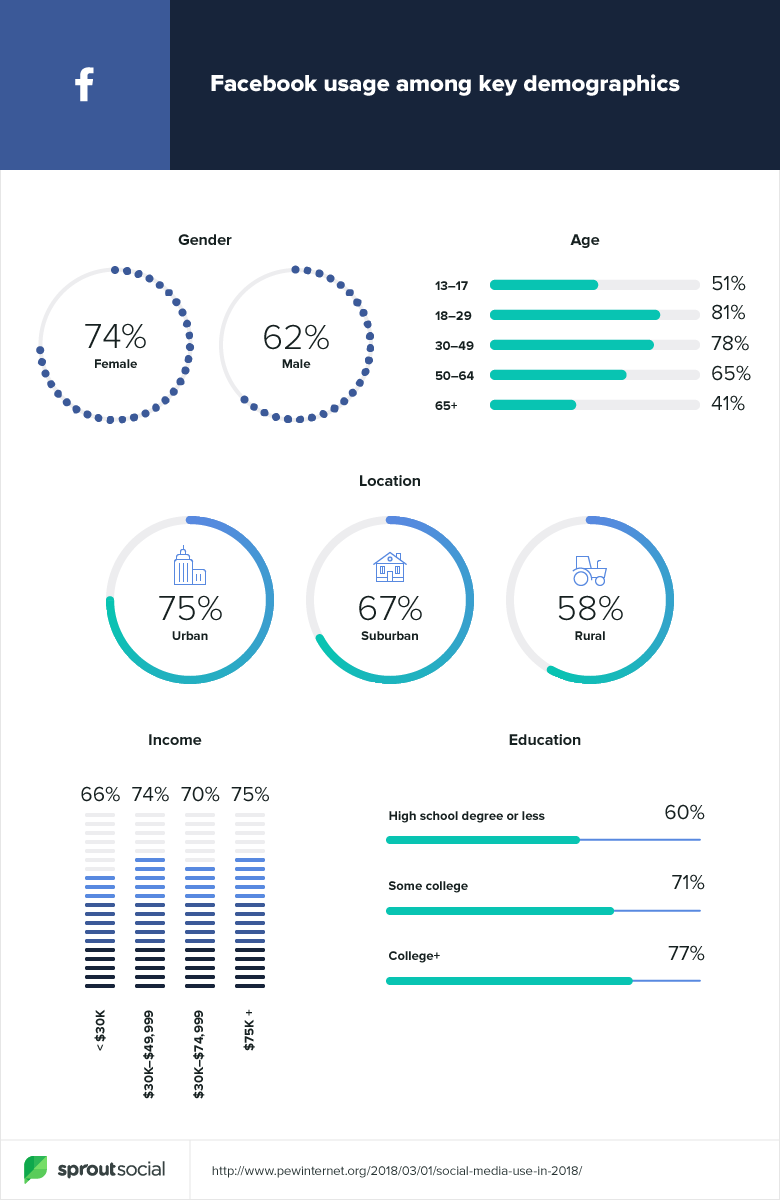 f
Facebook usage among key demographics
Gender
74%
Female
62%
Male
Age
13–17 51%
18–29 81%
30–49 78%
50–64 65%
65+ 41%
Location
75%
Urban
67%
Suburban
58%
Rural
Income
66% 74% 70% 75%
< $30K
$30K–$49,999
$30K–$74,999
$75K +
Education
High school degree or less 60%
Some college 71%
College+ 77%
sproutsocial
http://www.pewinternet.org/2018/03/01/social-media-use-in-2018/